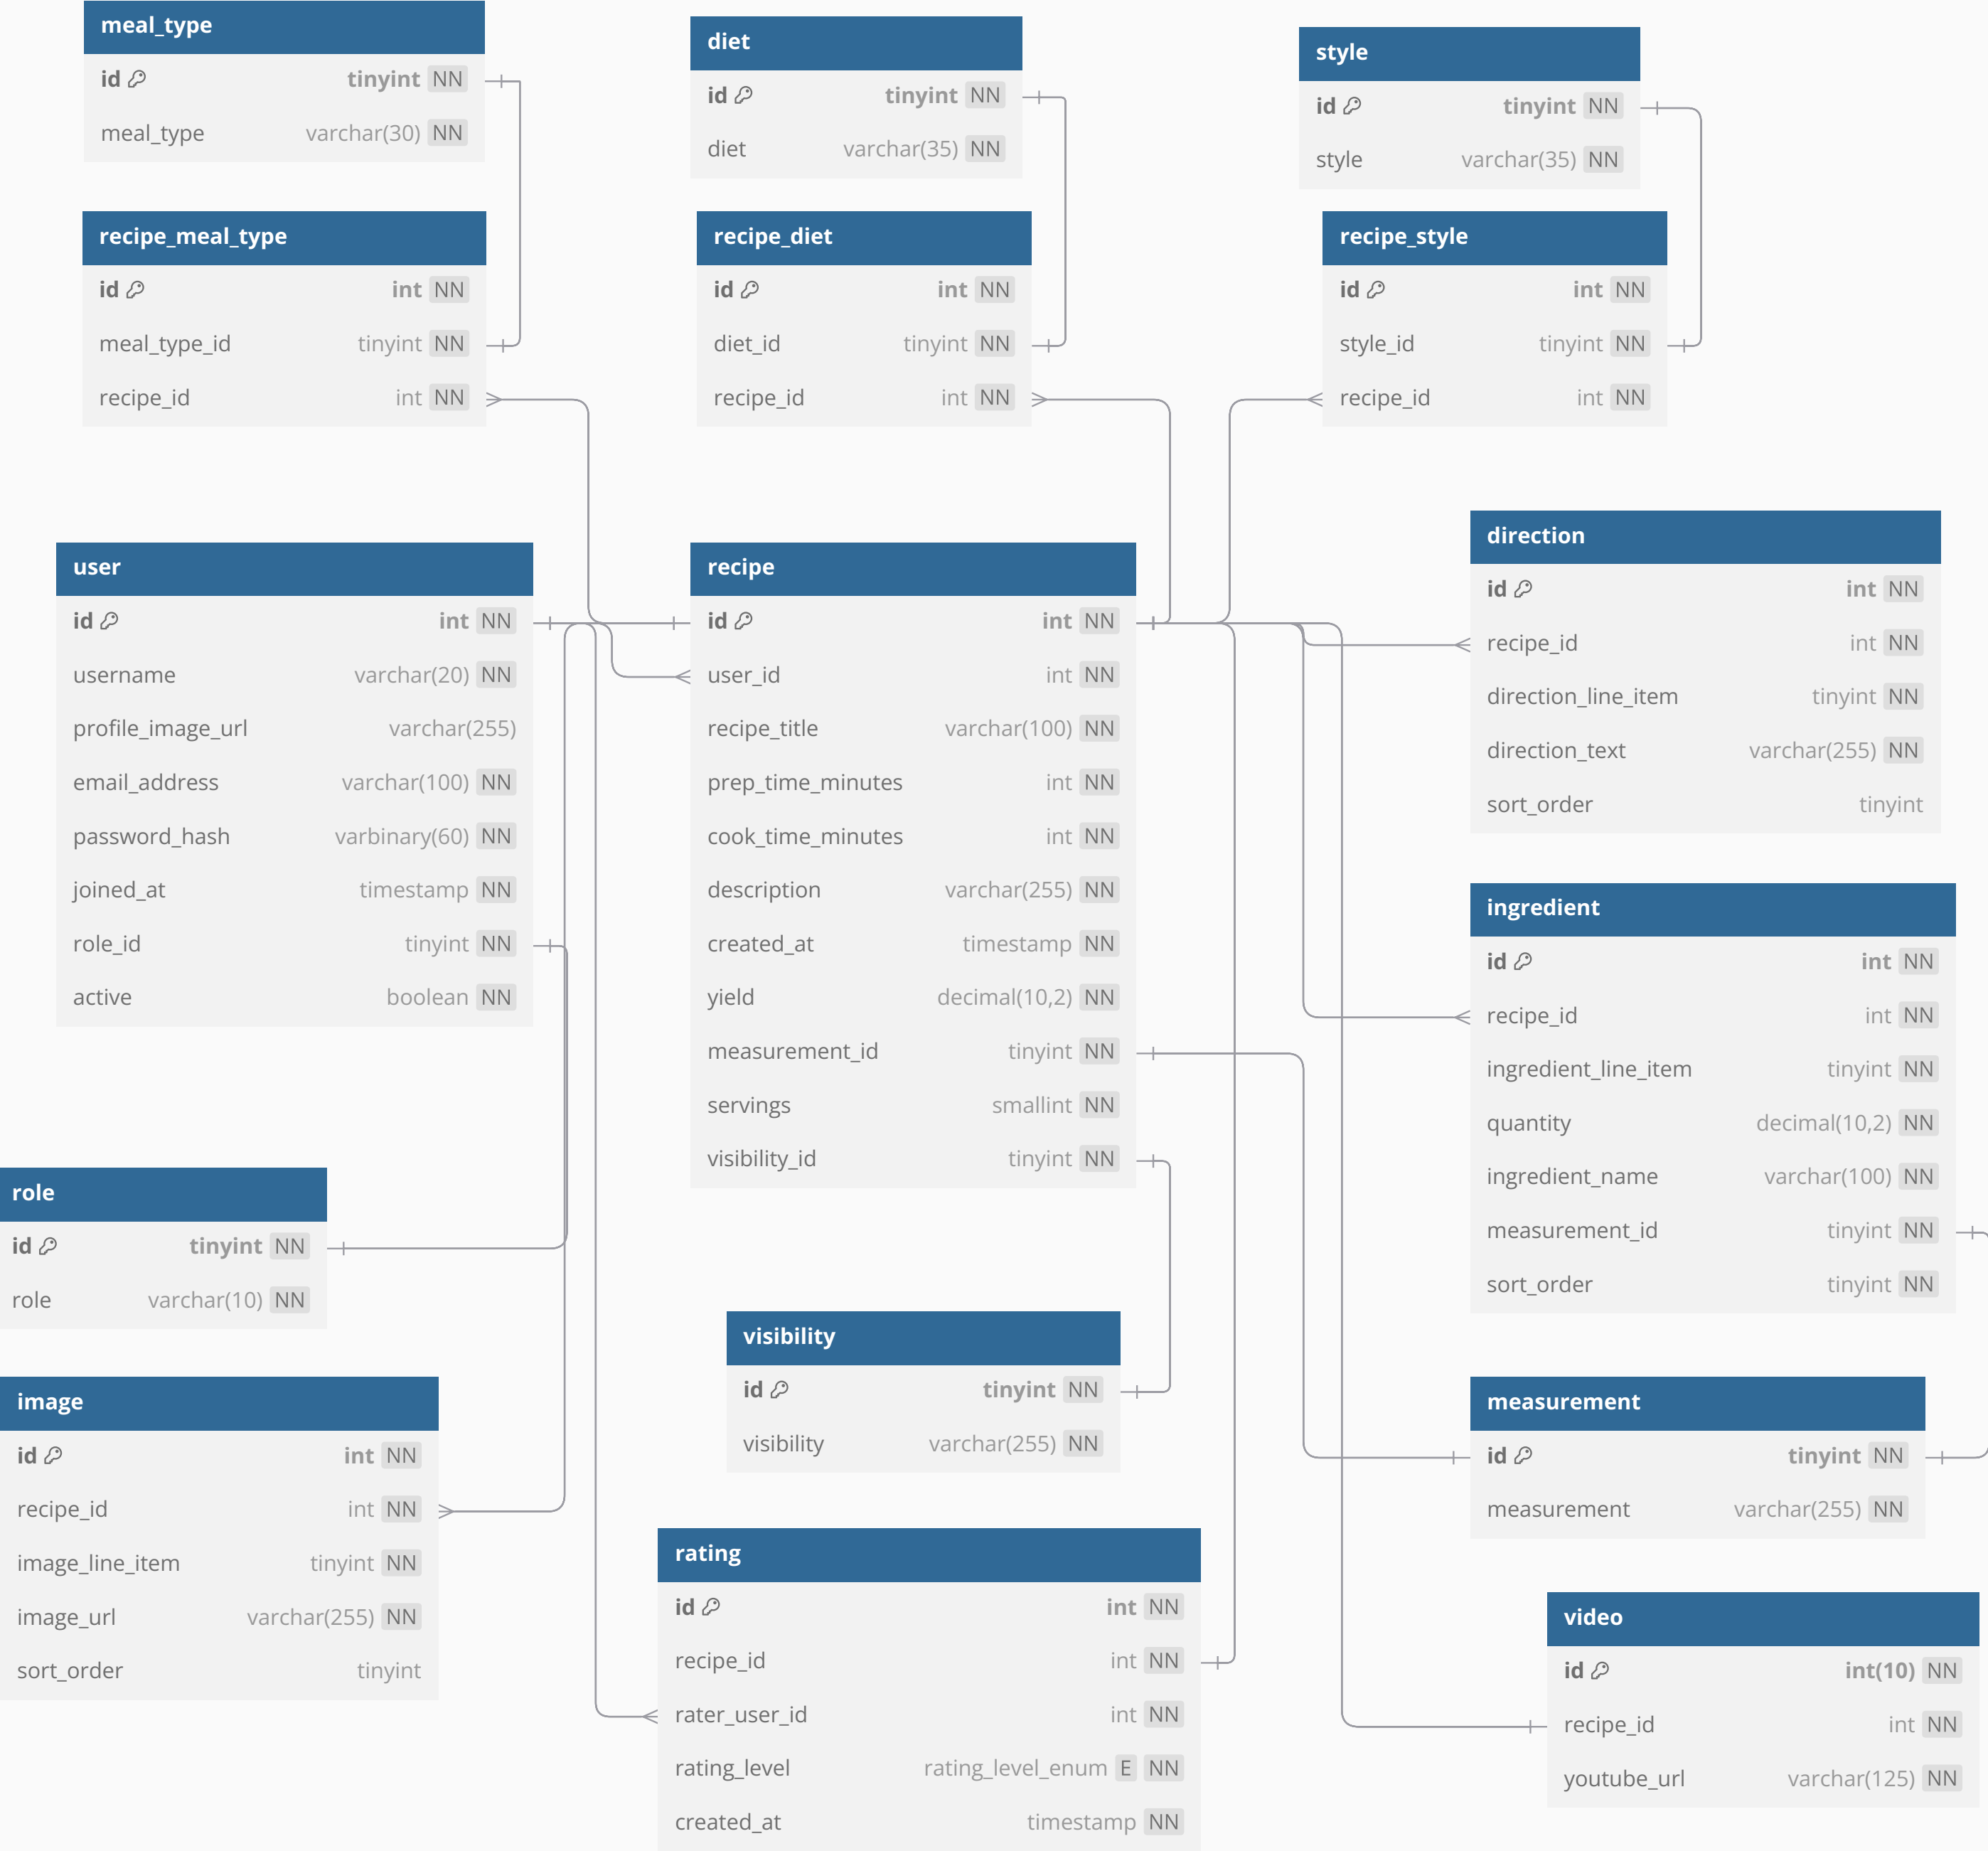 meal_type
id tinyint NN
meal_type varchar(30) NN
diet
id tinyint NN
diet varchar(35) NN
style
id tinyint NN
style varchar(35) NN
recipe_meal_type
id int NN
meal_type_id tinyint NN
recipe_id int NN
recipe_diet
id int NN
diet_id tinyint NN
recipe_id int NN
recipe_style
id int NN
style_id tinyint NN
recipe_id int NN
user
id int NN
username varchar(20) NN
profile_image_url varchar(255)
email_address varchar(100) NN
password_hash varbinary(60) NN
joined_at timestamp NN
role_id tinyint NN
active boolean NN
recipe
id int NN
user_id int NN
recipe_title varchar(100) NN
prep_time_minutes int NN
cook_time_minutes int NN
description varchar(255) NN
created_at timestamp NN
yield decimal(10,2) NN
measurement_id tinyint NN
servings smallint NN
visibility_id tinyint NN
direction
id int NN
recipe_id int NN
direction_line_item tinyint NN
direction_text varchar(255) NN
sort_order tinyint
ingredient
id int NN
recipe_id int NN
ingredient_line_item tinyint NN
quantity decimal(10,2) NN
ingredient_name varchar(100) NN
measurement_id tinyint NN
sort_order tinyint NN
role
id tinyint NN
role varchar(10) NN
visibility
id tinyint NN
visibility varchar(255) NN
image
id int NN
recipe_id int NN
image_line_item tinyint NN
image_url varchar(255) NN
sort_order tinyint
measurement
id tinyint NN
measurement varchar(255) NN
rating
id int NN
recipe_id int NN
rater_user_id int NN
rating_level rating_level_enum E NN
created_at timestamp NN
video
id int(10) NN
recipe_id int NN
youtube_url varchar(125) NN